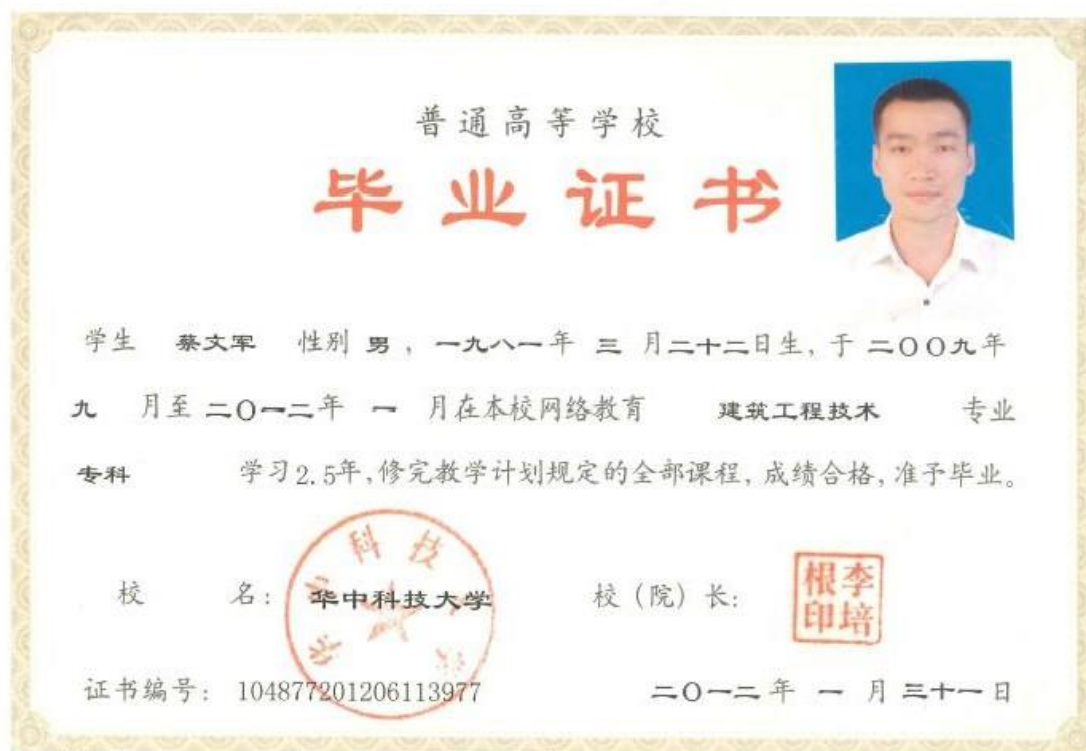 普通高等学校
毕业证书
学生 蔡文军 性别 男，一九八一年 三 月二十二日生，于 二〇〇九年
九 月至 二〇一二年 一 月在本校网络教育 建筑工程技术 专业
专科 学习2.5年，修完教学计划规定的全部课程，成绩合格，准予毕业。
校 名：华中科技大学 校（院）长：
李培根印
证书编号：104877201206113977 二〇一二年 一 月三十一日